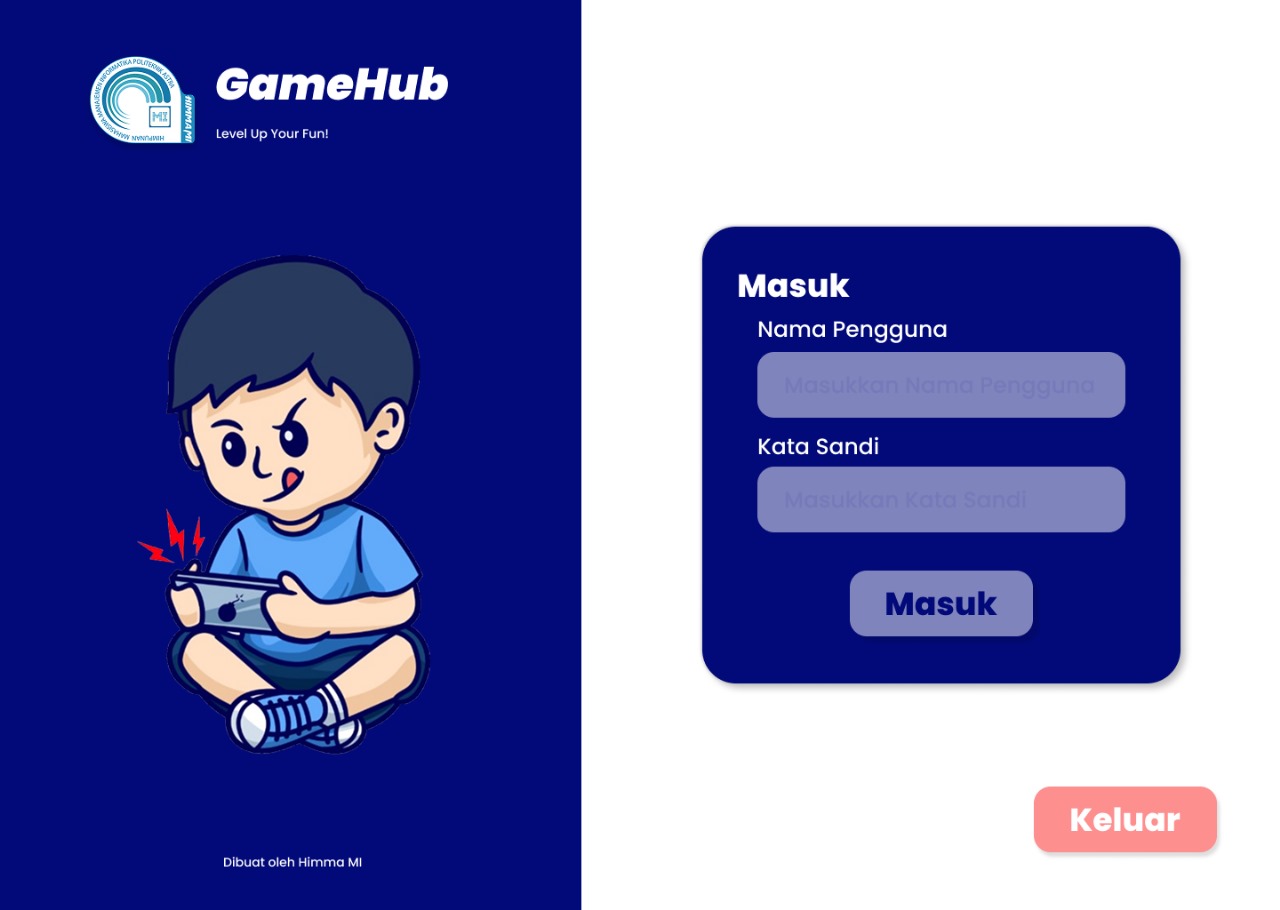 HIMPUNAN MAHASISWA MANAJEMEN INFORMATIKA POLITEKNIK ASTRA
MI
HIMMA MI
GameHub
Level Up Your Fun!
Masuk
Nama Pengguna
Masukkan Nama Pengguna
Kata Sandi
Masukkan Kata Sandi
Masuk
Keluar
Dibuat oleh Himma MI